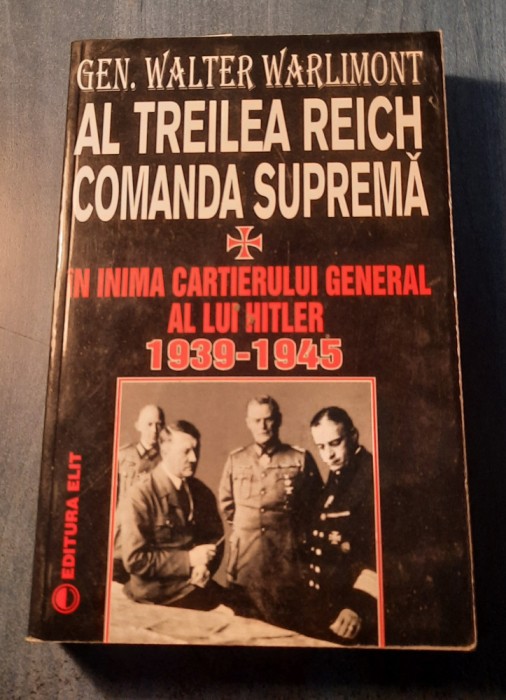 GEN. WALTER WARLIMONT
AL TREILEA REICH
COMANDA SUPREMĂ
ÎN INIMA CARTIERULUI GENERAL
AL LUI HITLER
1939-1945
EDITURA ELIT